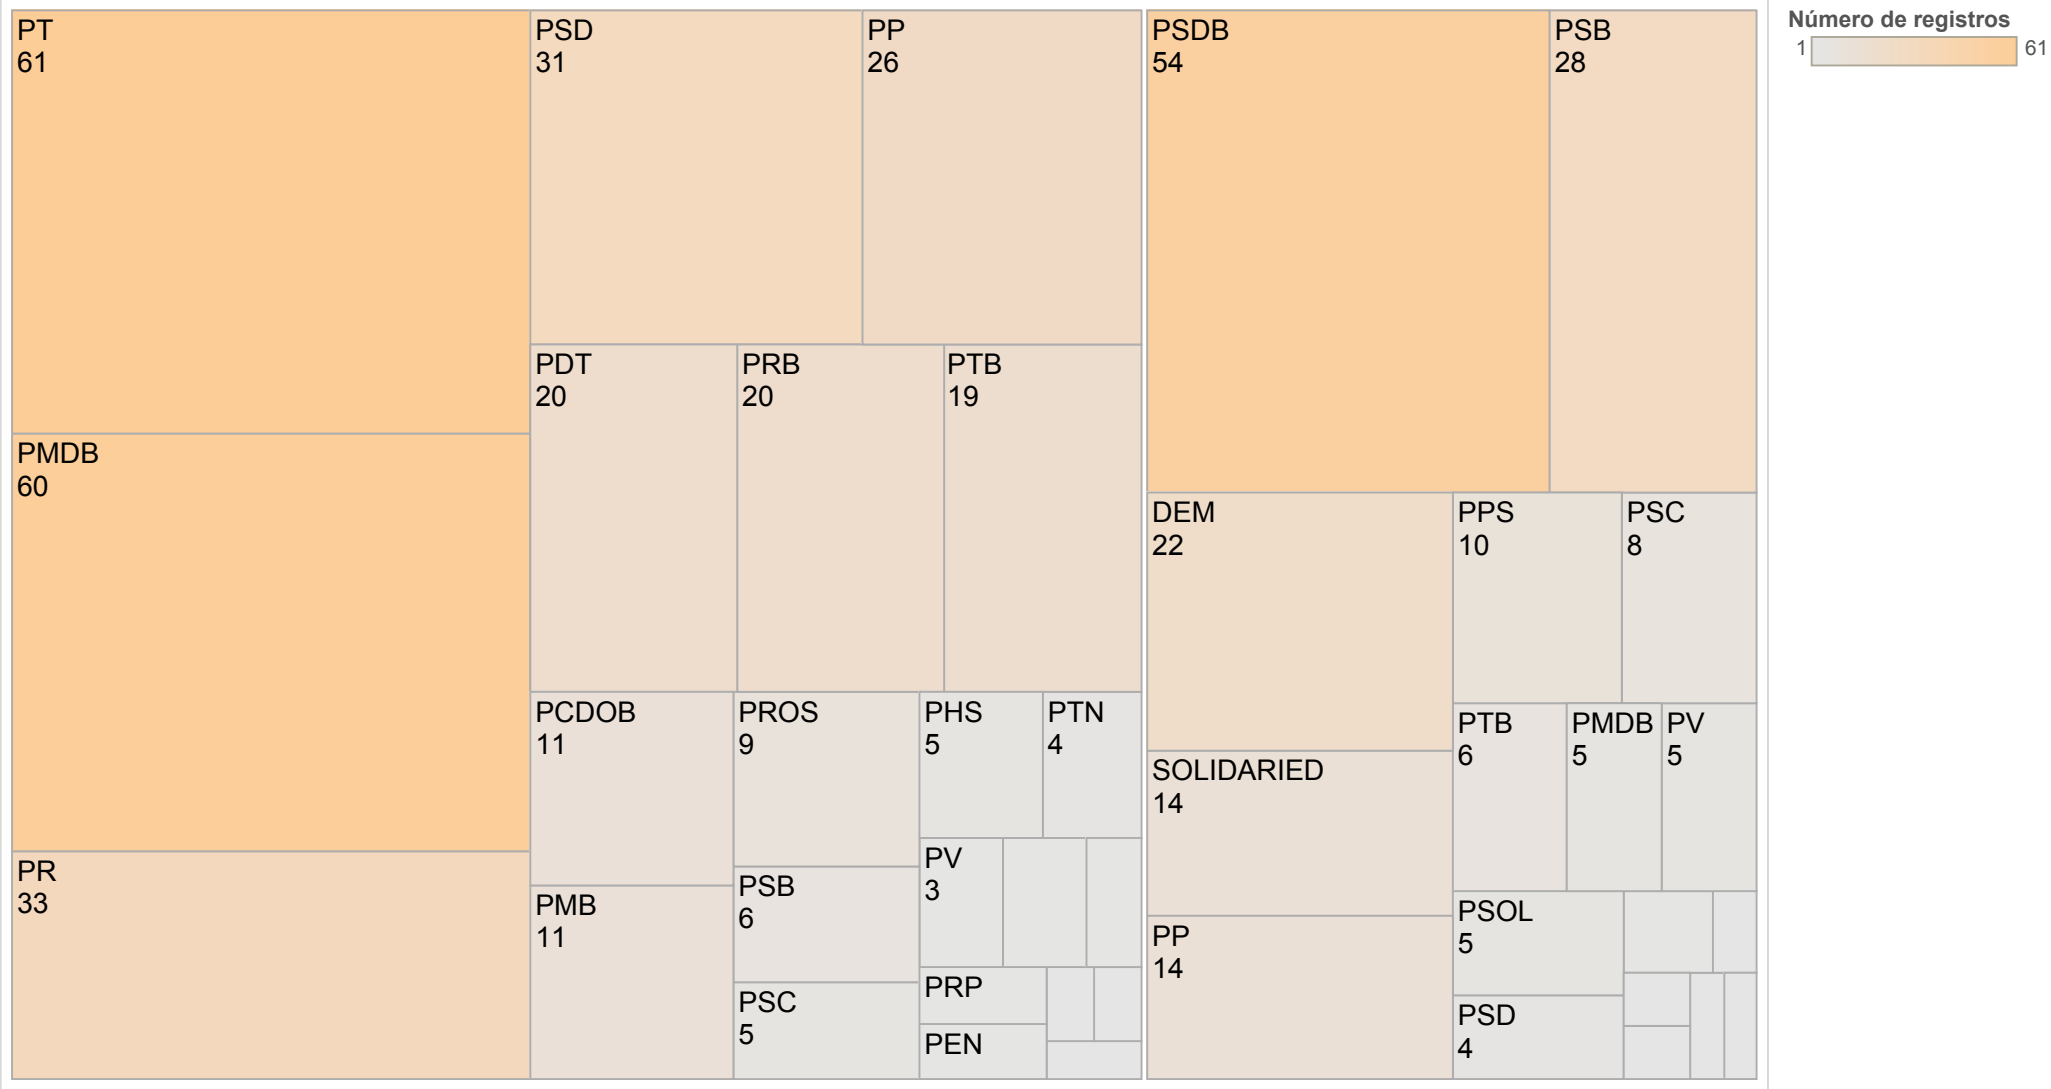 PT
61
PMDB
60
PR
33
PSD
31
PP
26
PDT
20
PRB
20
PTB
19
PCDOB
11
PMB
11
PROS
9
PSB
6
PSC
5
PHS
5
PTN
4
PV
3
PRP
PEN
PSDB
54
PSB
28
DEM
22
SOLIDARIED
14
PP
14
PPS
10
PSC
8
PTB
6
PMDB
5
PV
5
PSOL
5
PSD
4
Número de registros
1 61